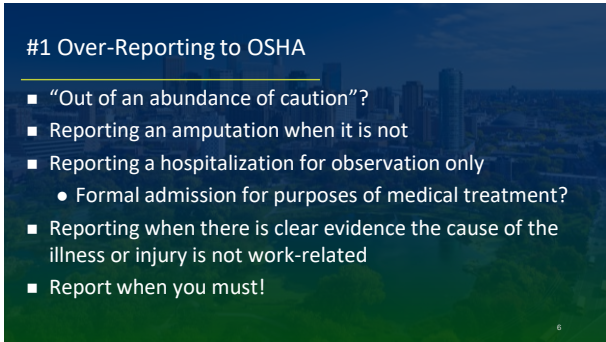 #1 Over-Reporting to OSHA
■ “Out of an abundance of caution”?
■ Reporting an amputation when it is not
■ Reporting a hospitalization for observation only
● Formal admission for purposes of medical treatment?
■ Reporting when there is clear evidence the cause of the
illness or injury is not work-related
■ Report when you must!
6